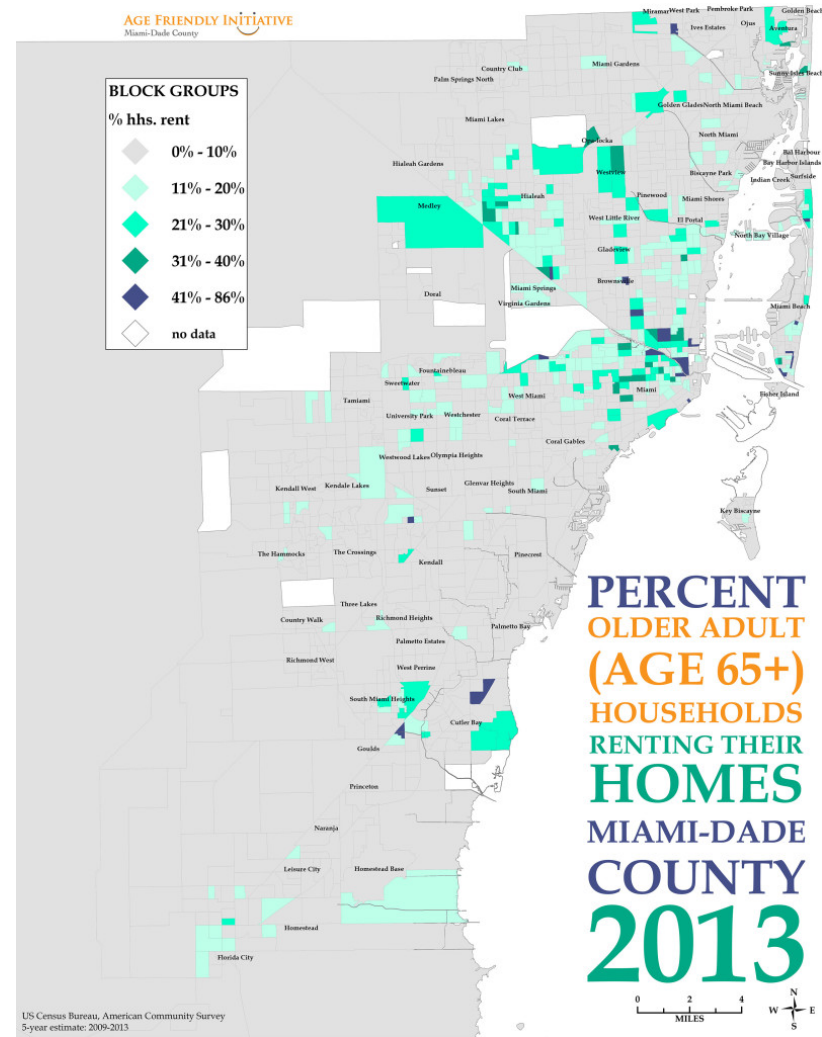 AGE FRIENDLY INITIATIVE
Miami-Dade County
BLOCK GROUPS
% hhs. rent
0% - 10%
11% - 20%
21% - 30%
31% - 40%
41% - 86%
no data
Miramar
West Park
Pembroke Park
Golden Beach
Ives Estates
Ojus
Aventura
Country Club
Miami Gardens
Palm Springs North
Sunny Isles Beach
Golden Glades
North Miami Beach
Miami Lakes
Opa-locka
North Miami
Bal Harbour
Hialeah Gardens
Bay Harbor Islands
Westview
Biscayne Park
Indian Creek
Surfside
Hialeah
Pinewood
Miami Shores
Medley
West Little River
El Portal
North Bay Village
Gladeview
Brownsville
Miami Springs
Doral
Virginia Gardens
Miami Beach
Fountainebleau
Sweetwater
Miami
Fisher Island
Tamiami
West Miami
University Park
Westchester
Coral Terrace
Coral Gables
Westwood Lakes
Olympia Heights
Kendall West
Kendale Lakes
Sunset
Glenvar Heights
South Miami
Key Biscayne
The Hammocks
The Crossings
Kendall
Pinecrest
Three Lakes
Country Walk
Richmond Heights
Palmetto Bay
Palmetto Estates
Richmond West
West Perrine
South Miami Heights
Cutler Bay
Goulds
Princeton
Naranja
Leisure City
Homestead Base
Homestead
Florida City
PERCENT
OLDER ADULT
(AGE 65+)
HOUSEHOLDS
RENTING THEIR
HOMES
MIAMI-DADE
COUNTY
2013
0 2 4
MILES
N
W E
S
US Census Bureau, American Community Survey
5-year estimate: 2009-2013